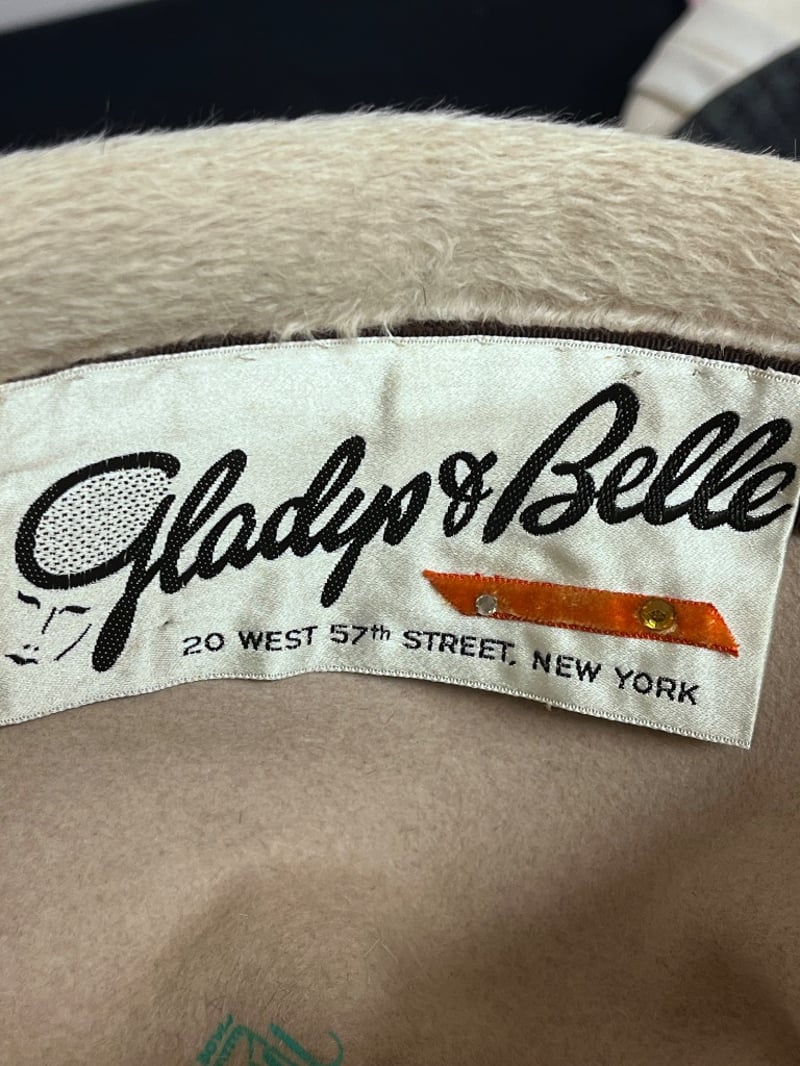 Gladys & Belle
20 WEST 57th STREET, NEW YORK